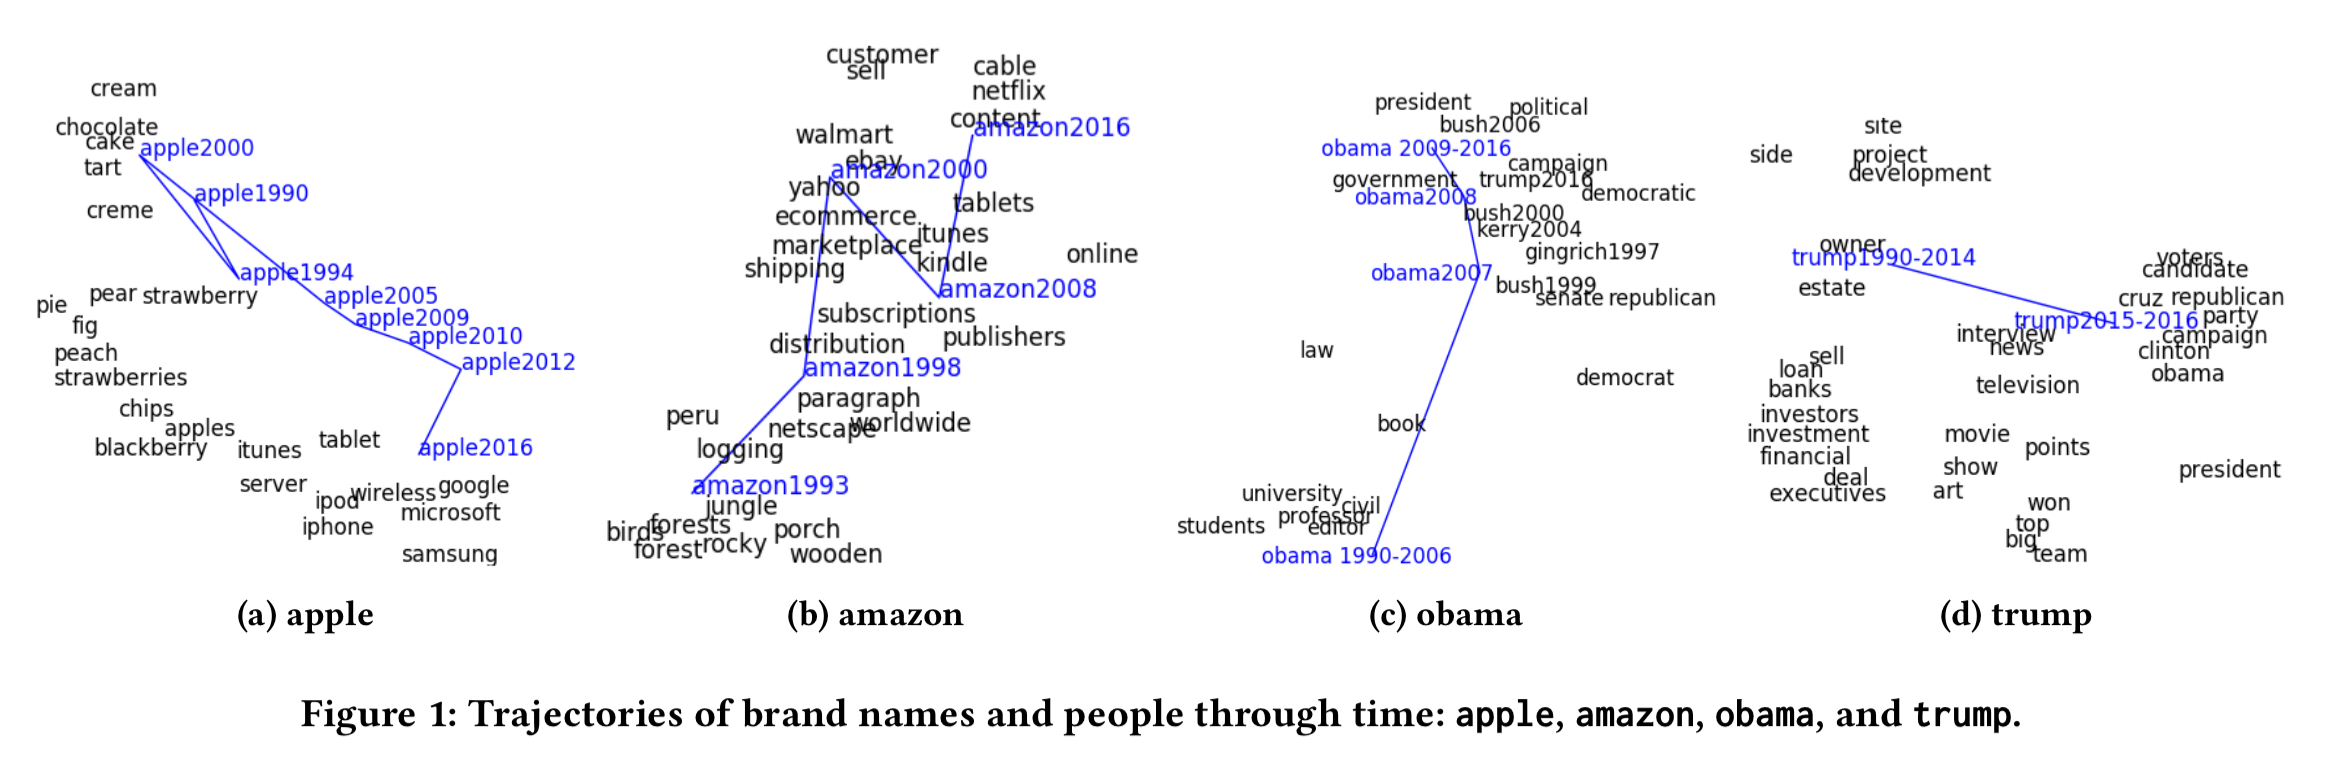 cream
chocolate
cake
apple2000
tart
apple1990
creme
apple1994
pear strawberry
apple2005
pie
fig
apple2009
apple2010
peach
apple2012
strawberries
chips
apples
blackberry
itunes
tablet
apple2016
server
ipod
wireless
google
iphone
microsoft
samsung
(a) apple
customer
sell
cable
netflix
content
amazon2016
walmart
ebay
amazon2000
yahoo
tablets
ecommerce
itunes
marketplace
kindle
online
shipping
amazon2008
subscriptions
publishers
distribution
amazon1998
paragraph
peru
netscape
worldwide
logging
amazon1993
jungle
birds
forests
porch
forest
rocky
wooden
(b) amazon
president
political
bush2006
obama 2009-2016
campaign
government
trump2016
democratic
obama2008
bush2000
kerry2004
gingrich1997
obama2007
bush1999
senate republican
law
democrat
book
university
civil
professor
students
editor
obama 1990-2006
(c) obama
site
side
project
development
owner
trump1990-2014
voters
candidate
estate
cruz republican
trump2015-2016
party
interview
campaign
news
clinton
sell
loan
obama
banks
television
investors
investment
movie
points
financial
show
president
deal
executives
art
won
top
big
team
(d) trump
Figure 1: Trajectories of brand names and people through time: apple, amazon, obama, and trump.